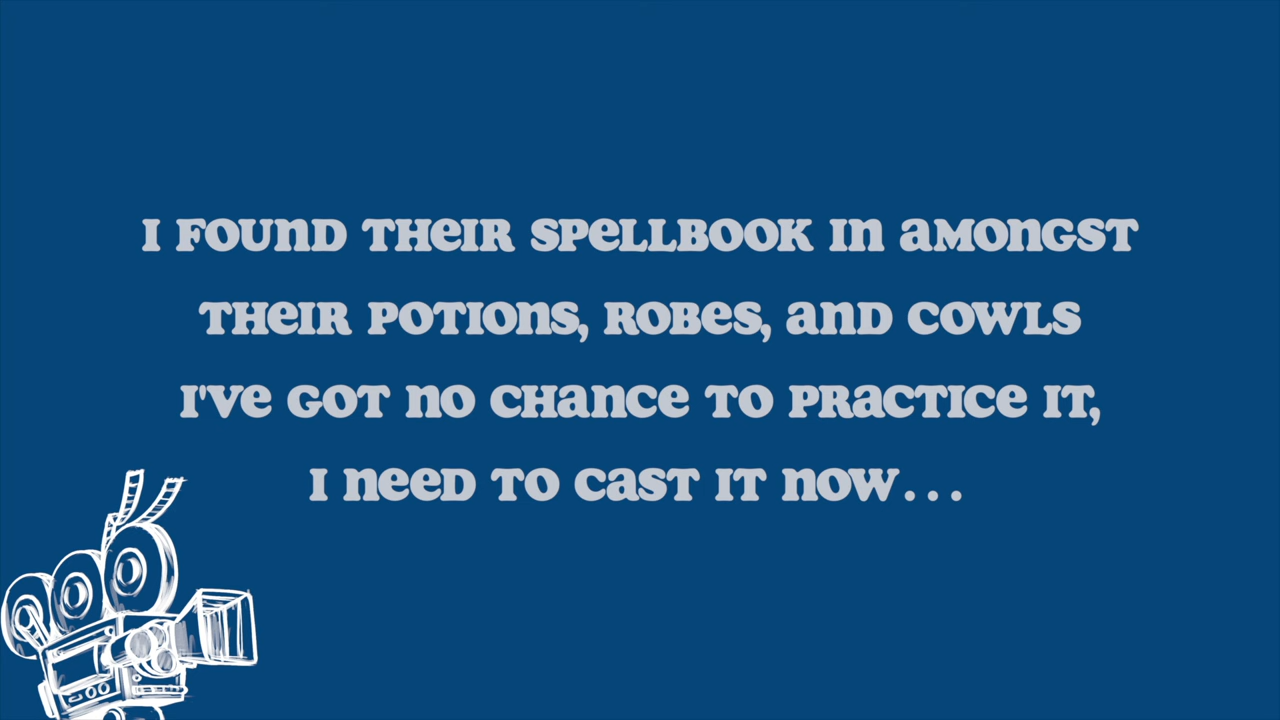 I FOUND THEIR SPELLBOOK IN AMONGST
THEIR POTIONS, ROBES, AND COWLS
I'VE GOT NO CHANCE TO PRACTICE IT,
I NEED TO CAST IT NOW...